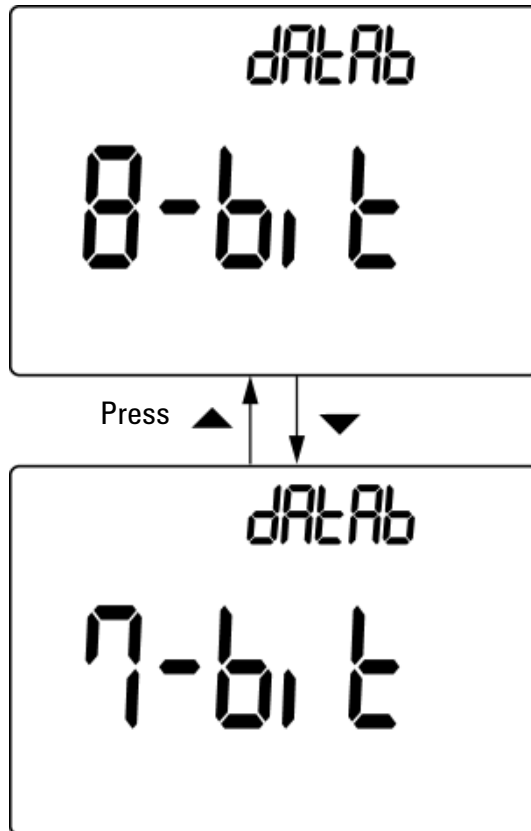 dAtAb
8-bit
Press ▲ ▼
dAtAb
7-bit